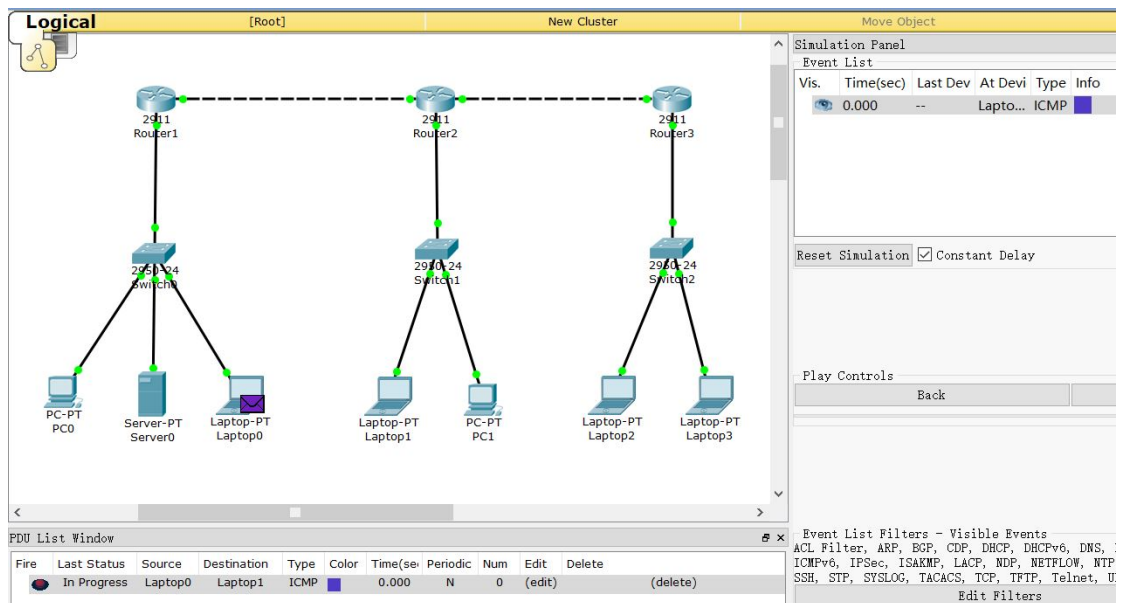 Logical [Root] New Cluster Move Object
Simulation Panel
Event List
Vis. Time(sec) Last Dev At Devi Type Info
0.000 -- Lapto... ICMP
2911
Router1
2911
Router2
2911
Router3
Reset Simulation Constant Delay
2950-24
Switch0
2950-24
Switch1
2950-24
Switch2
Play Controls
Back
PC-PT
PC0
Server-PT
Server0
Laptop-PT
Laptop0
Laptop-PT
Laptop1
PC-PT
PC1
Laptop-PT
Laptop2
Laptop-PT
Laptop3
PDU List Window
Fire Last Status Source Destination Type Color Time(se Periodic Num Edit Delete
In Progress Laptop0 Laptop1 ICMP 0.000 N 0 (edit) (delete)
Event List Filters - Visible Events
ACL Filter, ARP, BGP, CDP, DHCP, DHCPv6, DNS,
ICMPv6, IPSec, ISAKMP, LACP, NDP, NETFLOW, NTP
SSH, STP, SYSLOG, TACACS, TCP, TFTP, Telnet,
Edit Filters